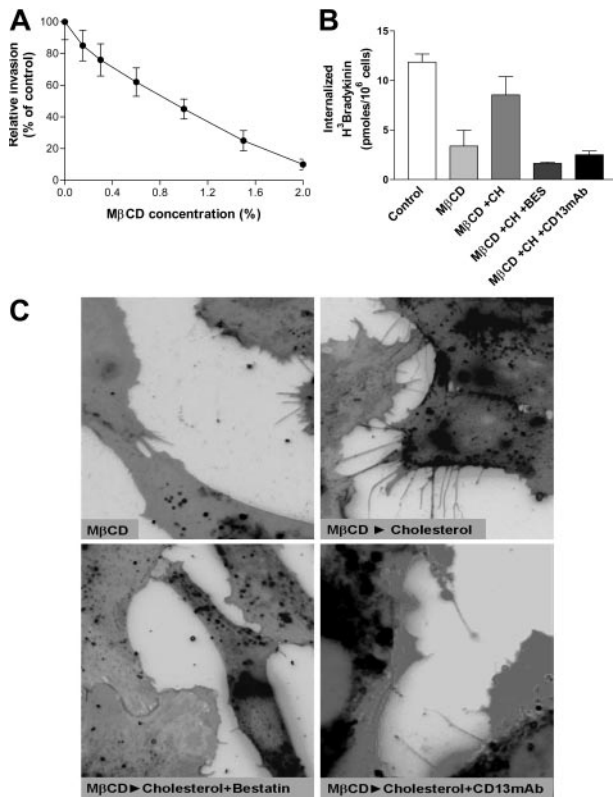 A
Relative invasion
(% of control)
100
80
60
40
20
0
0.0
0.4
0.8
1.2
1.6
2.0
MβCD concentration (%)
B
Internalized
H³Bradykinin
(pmoles/10⁶ cells)
15
10
5
0
Control
MβCD
MβCD +CH
MβCD +CH +BES
MβCD +CH +CD13mAb
C
MβCD
MβCD ► Cholesterol
MβCD ► Cholesterol+Bestatin
MβCD ► Cholesterol+CD13mAb